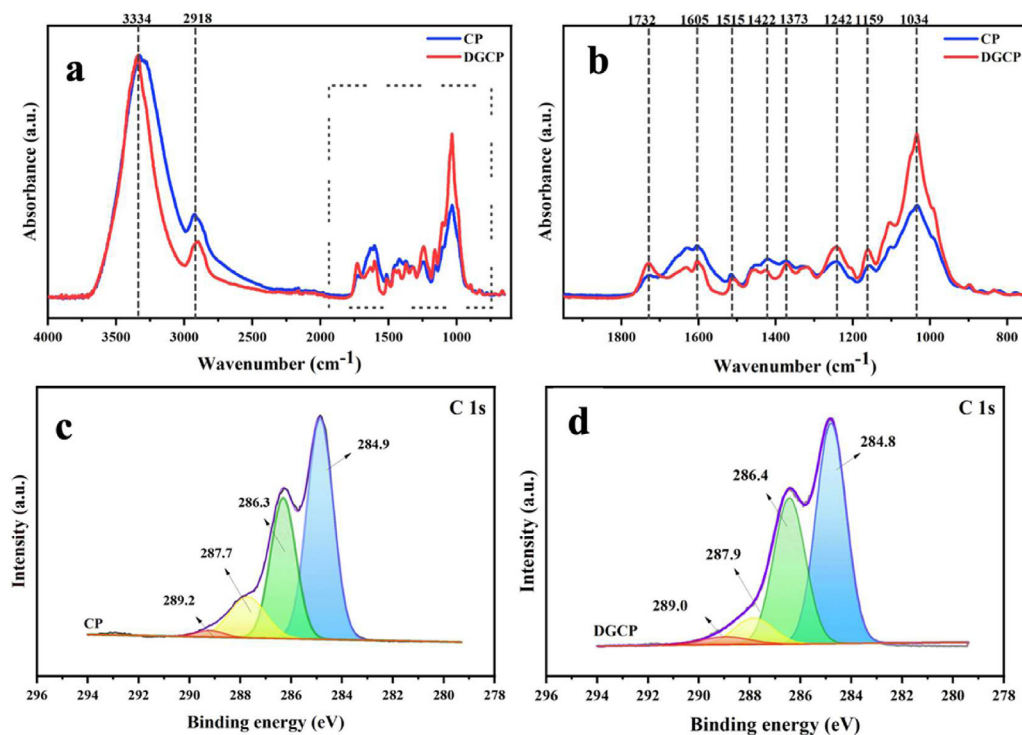 3334 2918
CP
DGCP
a
Absorbance (a.u.)
4000 3500 3000 2500 2000 1500 1000
Wavenumber (cm-1)
1732 1605 1515 1422 1373 1242 1159 1034
CP
DGCP
b
Absorbance (a.u.)
1800 1600 1400 1200 1000 800
Wavenumber (cm-1)
C 1s
c
284.9
286.3
287.7
289.2
CP
Intensity (a.u.)
296 294 292 290 288 286 284 282 280 278
Binding energy (eV)
C 1s
d
284.8
286.4
287.9
289.0
DGCP
Intensity (a.u.)
296 294 292 290 288 286 284 282 280 278
Binding energy (eV)